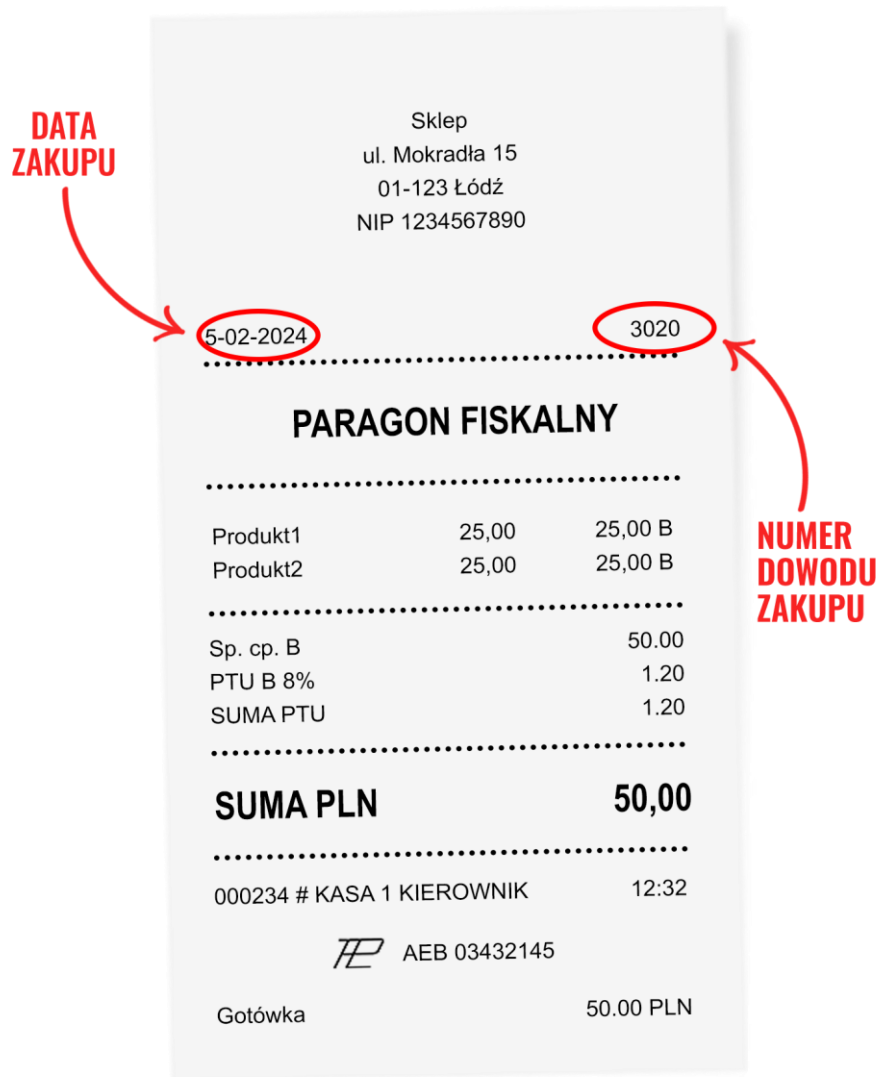 DATA
ZAKUPU
Sklep
ul. Mokradła 15
01-123 Łódź
NIP 1234567890
5-02-2024 3020
PARAGON FISKALNY
Produkt1 25,00 25,00 B
Produkt2 25,00 25,00 B
NUMER
DOWODU
ZAKUPU
Sp. cp. B 50.00
PTU B 8% 1.20
SUMA PTU 1.20
SUMA PLN 50,00
000234 # KASA 1 KIEROWNIK 12:32
AEB 03432145
Gotówka 50.00 PLN